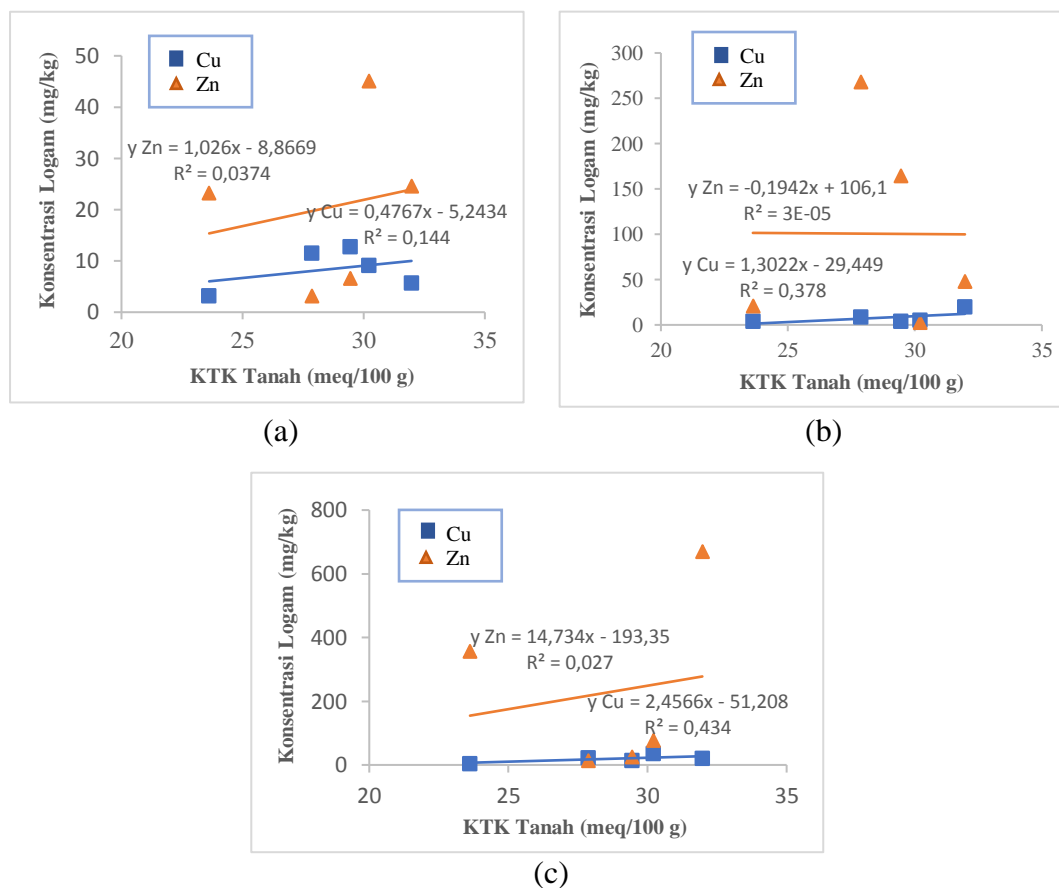 50
40
30
20
10
0
20
25
30
35
Konsentrasi Logam (mg/kg)
KTK Tanah (meq/100 g)
Cu
Zn
y Zn = 1,026x - 8,8669
R² = 0,0374
y Cu = 0,4767x - 5,2434
R² = 0,144
(a)
300
250
200
150
100
50
0
20
25
30
35
Konsentrasi Logam (mg/kg)
KTK Tanah (meq/100 g)
Cu
Zn
y Zn = -0,1942x + 106,1
R² = 3E-05
y Cu = 1,3022x - 29,449
R² = 0,378
(b)
800
600
400
200
0
20
25
30
35
Konsentrasi Logam (mg/kg)
KTK Tanah (meq/100 g)
Cu
Zn
y Zn = 14,734x - 193,35
R² = 0,027
y Cu = 2,4566x - 51,208
R² = 0,434
(c)